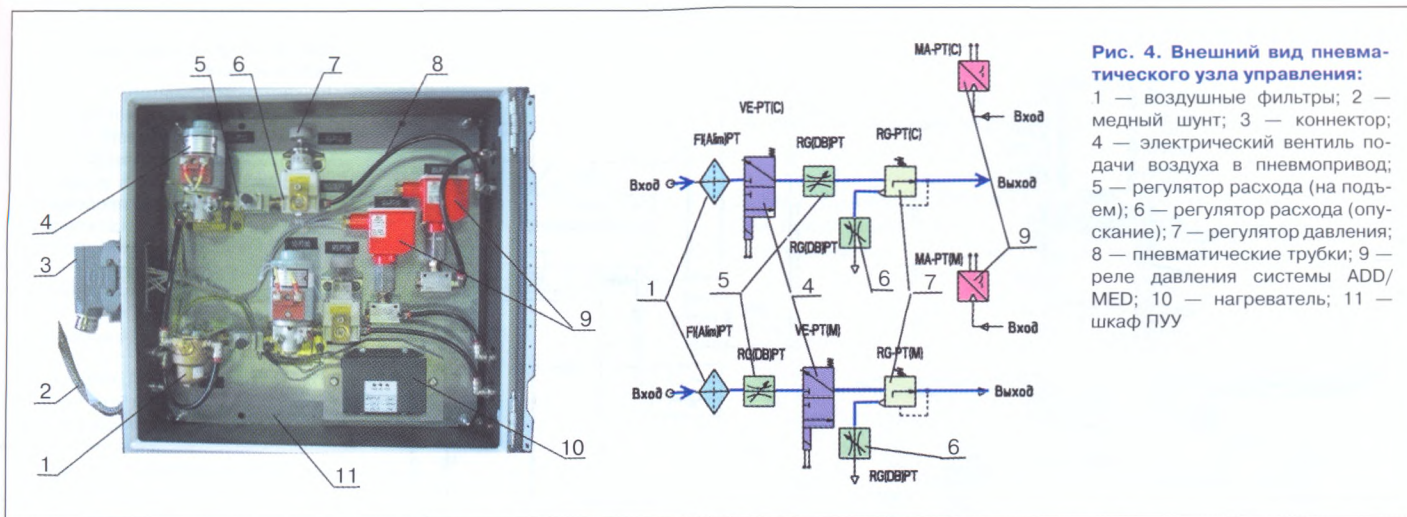 5
6
7
8
4
3
2
1
9
10
11
MA-PT(C)
Вход
VE-PT(C)
FI(Alim)PT
RG(DB)PT
RG-PT(C)
Вход
Выход
RG(DB)PT
1
5
4
6
7
9
MA-PT(M)
Вход
FI(Alim)PT
VE-PT(M)
RG(DB)PT
RG-PT(M)
Вход
Выход
6
RG(DB)PT
Рис. 4. Внешний вид пневма-
тического узла управления:
1 — воздушные фильтры; 2 —
медный шунт; 3 — коннектор;
4 — электрический вентиль по-
дачи воздуха в пневмопривод;
5 — регулятор расхода (на подъ-
ем); 6 — регулятор расхода (опу-
скание); 7 — регулятор давления;
8 — пневматические трубки; 9 —
реле давления системы ADD/
MED; 10 — нагреватель; 11 —
шкаф ПУУ